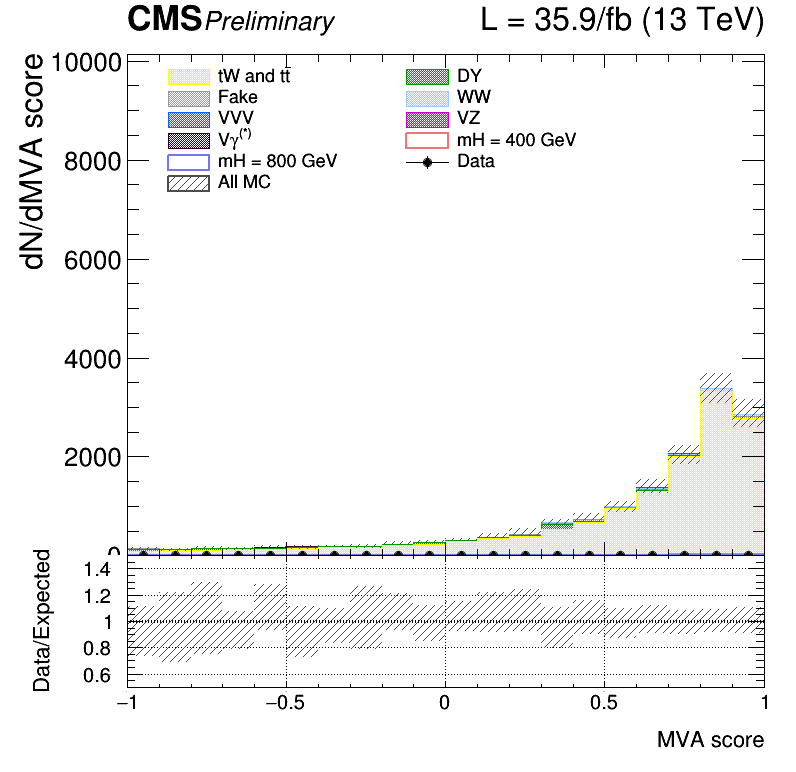 CMS Preliminary L = 35.9/fb (13 TeV)
dN/dMVA score
10000
8000
6000
4000
2000
0
tW and tt̄
DY
Fake
WW
VVV
VZ
Vγ(*)
mH = 400 GeV
mH = 800 GeV
Data
All MC
Data/Expected
1.4
1.2
1
0.8
0.6
−1
−0.5
0
0.5
1
MVA score